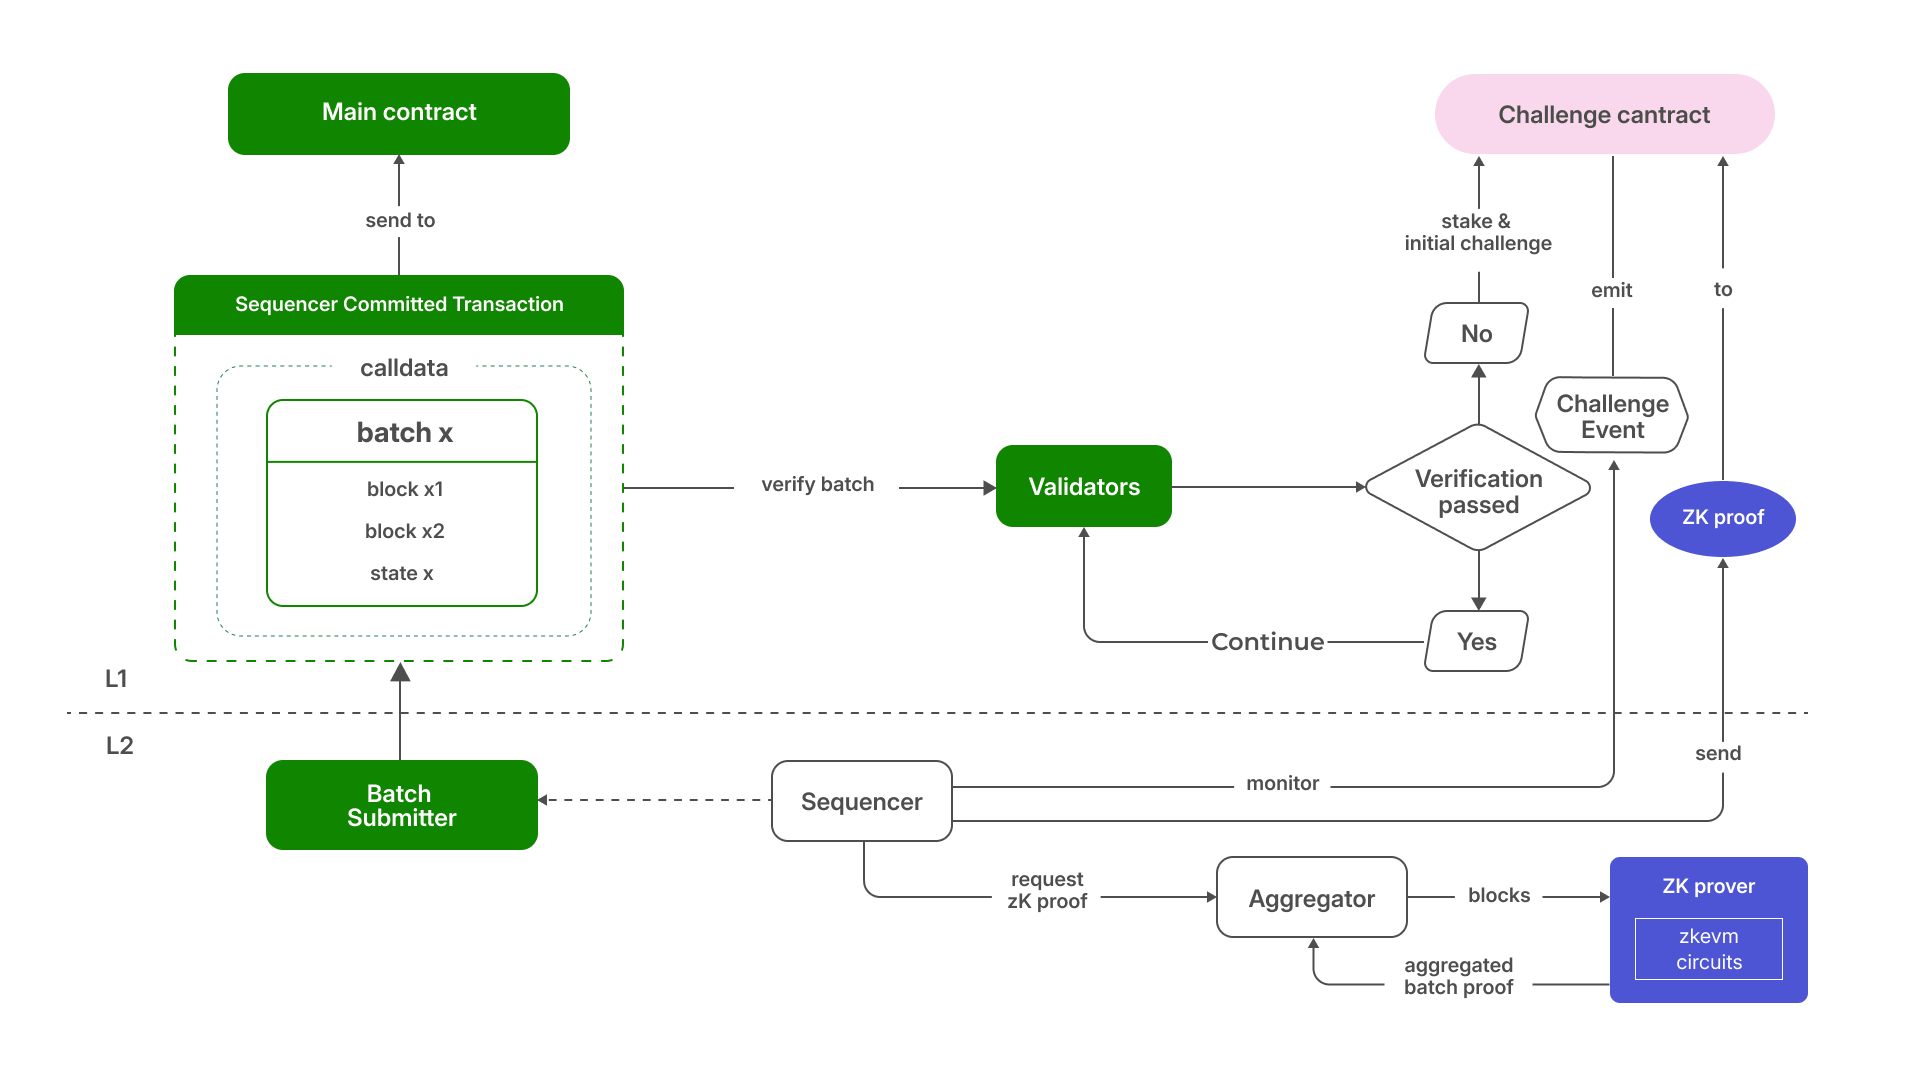 Main contract
send to
Sequencer Committed Transaction
calldata
batch x
block x1
block x2
state x
verify batch
Validators
Verification
passed
No
stake &
initial challenge
Challenge cantract
emit
Challenge
Event
to
ZK proof
Yes
Continue
L1
L2
Batch
Submitter
Sequencer
monitor
send
request
zK proof
Aggregator
blocks
ZK prover
zkevm
circuits
aggregated
batch proof